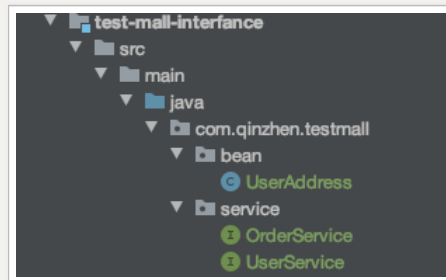 test-mall-interfance
src
main
java
com.qinzhen.testmall
bean
C UserAddress
service
I OrderService
I UserService